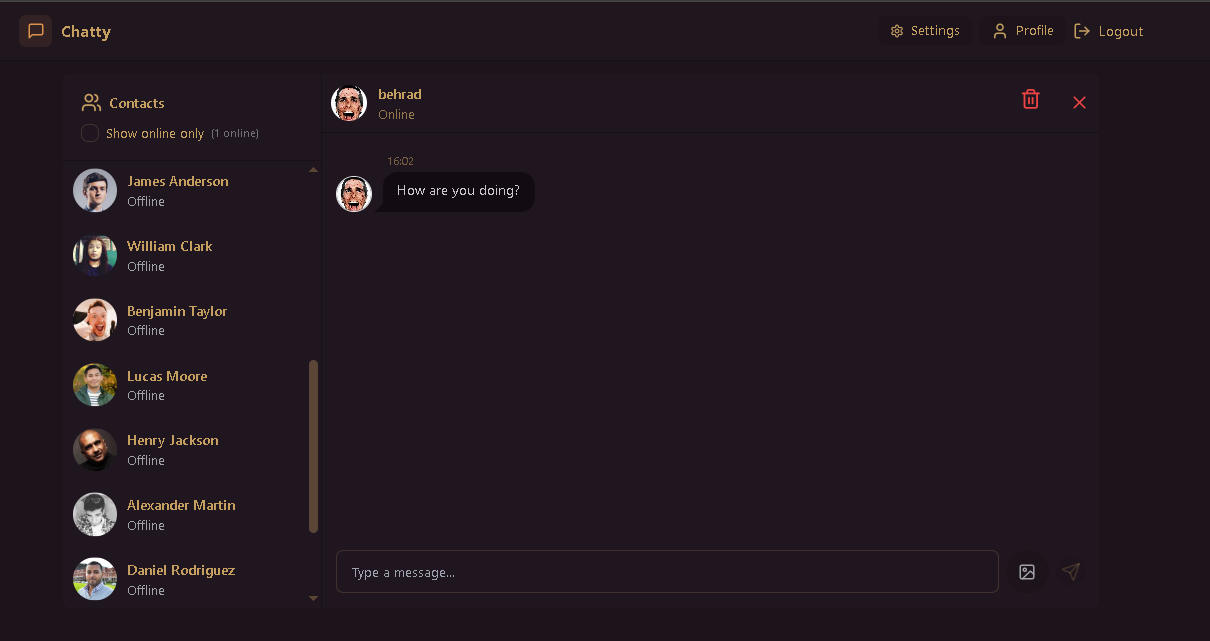 Chatty
Settings
Profile
Logout
Contacts
Show online only (1 online)
James Anderson
Offline
William Clark
Offline
Benjamin Taylor
Offline
Lucas Moore
Offline
Henry Jackson
Offline
Alexander Martin
Offline
Daniel Rodriguez
Offline
behrad
Online
16:02
How are you doing?
Type a message...